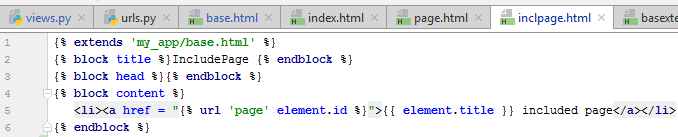 views.py × urls.py × base.html × index.html × page.html × inclpage.html × basexte
1 {% extends 'my_app/base.html' %}
2 {% block title %}IncludePage {% endblock %}
3 {% block head %}{% endblock %}
4 {% block content %}
5 <li><a href = "{% url 'page' element.id %}">{{ element.title }} included page</a></li>
6 {% endblock %}